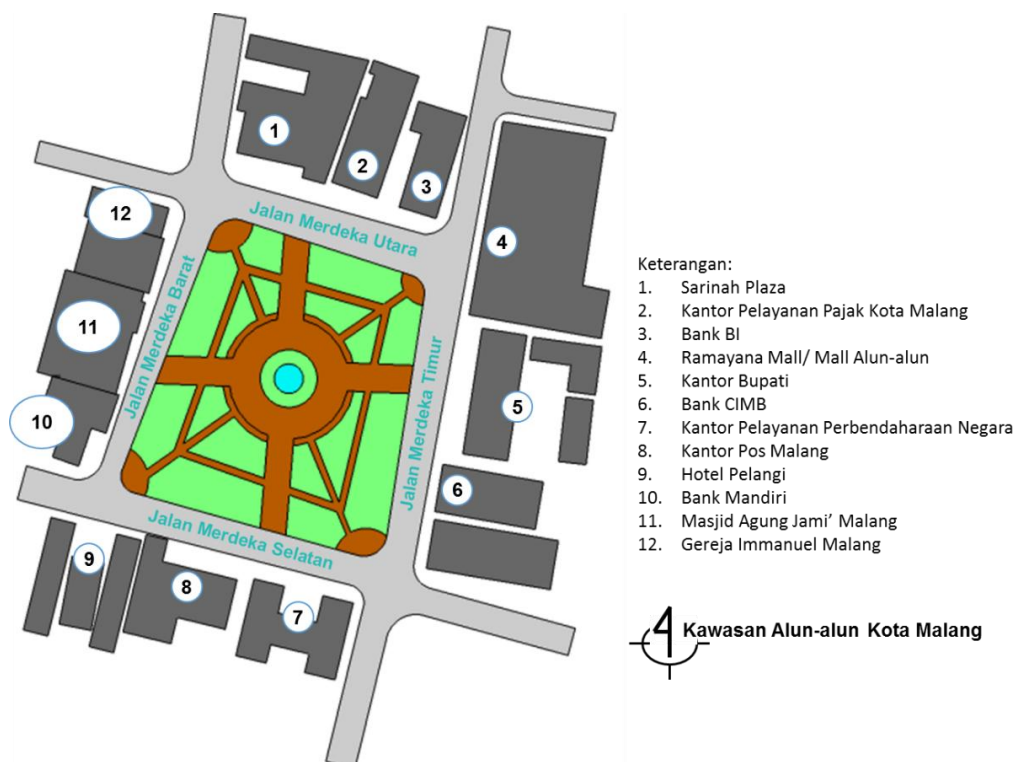 1
2
3
12
Jalan Merdeka Utara
4
Jalan Merdeka Barat
11
Jalan Merdeka Timur
10
5
6
Jalan Merdeka Selatan
9
8
7
Keterangan:
1. Sarinah Plaza
2. Kantor Pelayanan Pajak Kota Malang
3. Bank BI
4. Ramayana Mall/ Mall Alun-alun
5. Kantor Bupati
6. Bank CIMB
7. Kantor Pelayanan Perbendaharaan Negara
8. Kantor Pos Malang
9. Hotel Pelangi
10. Bank Mandiri
11. Masjid Agung Jami’ Malang
12. Gereja Immanuel Malang
Kawasan Alun-alun Kota Malang